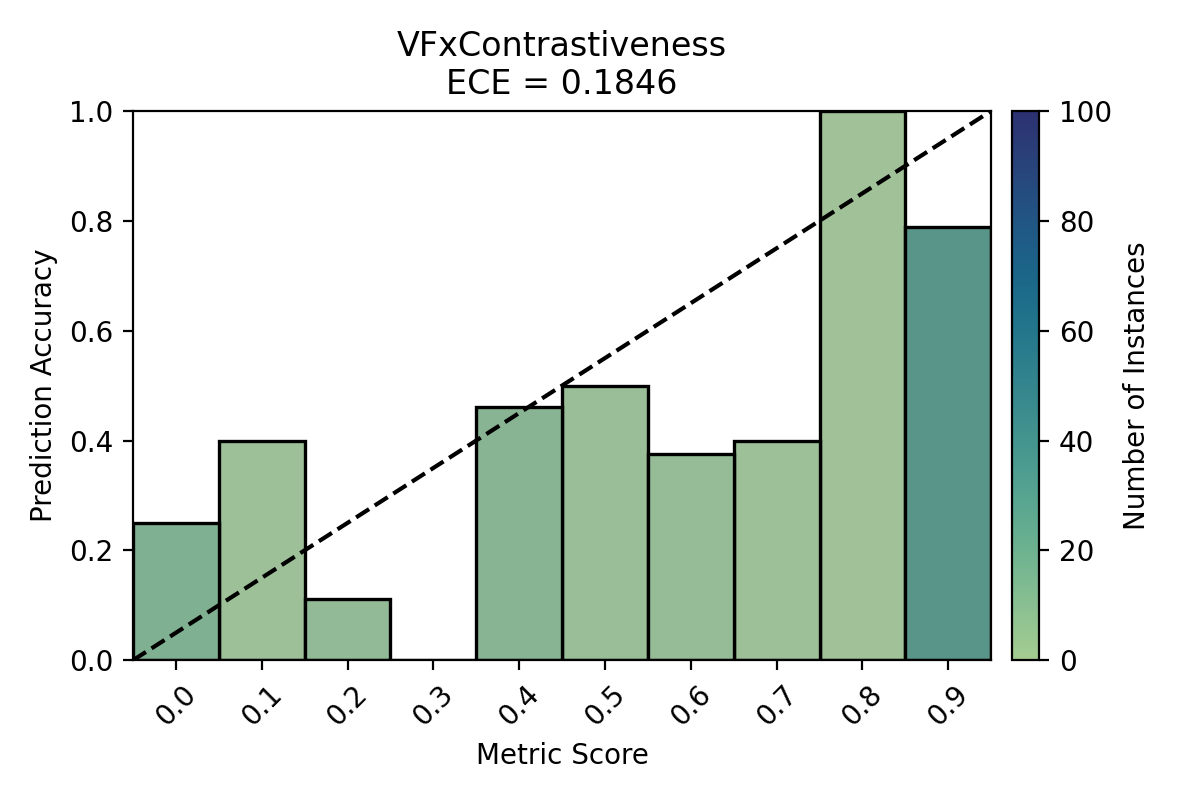 VFxContrastiveness
ECE = 0.1846
Prediction Accuracy
1.0
0.8
0.6
0.4
0.2
0.0
0.0 0.1 0.2 0.3 0.4 0.5 0.6 0.7 0.8 0.9
Metric Score
100
80
60
40
20
0
Number of Instances